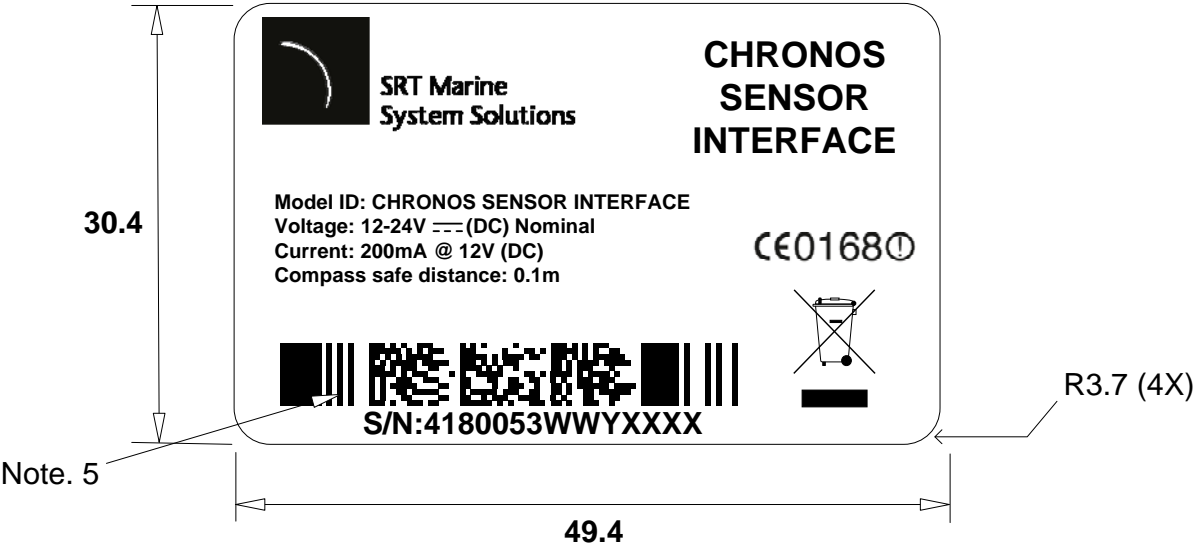 SRT Marine
System Solutions
CHRONOS
SENSOR
INTERFACE
30.4
Model ID: CHRONOS SENSOR INTERFACE
Voltage: 12-24V ⎓ (DC) Nominal
Current: 200mA @ 12V (DC)
Compass safe distance: 0.1m
CE0168
R3.7 (4X)
S/N:4180053WWYXXXX
Note. 5
49.4